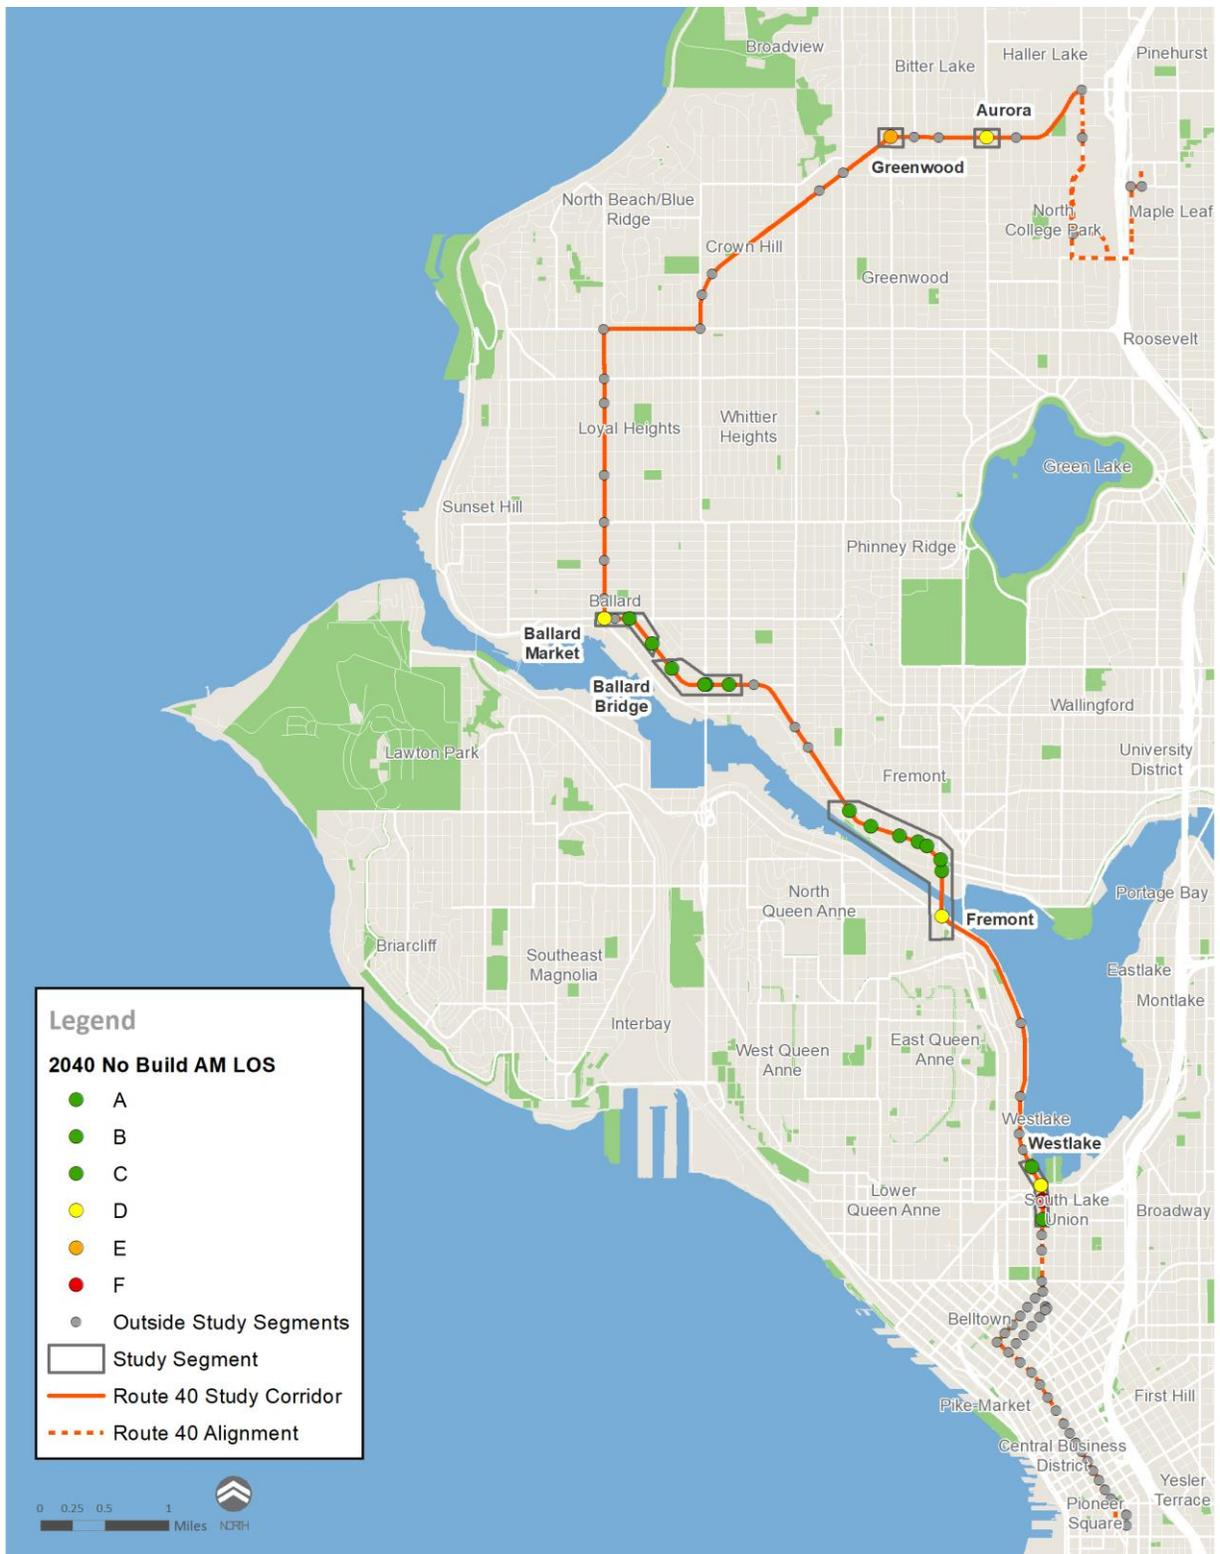 Broadview
Haller Lake
Pinehurst
Bitter Lake
Aurora
Greenwood
North Beach/Blue
Ridge
North
College Park
Maple Leaf
Crown Hill
Greenwood
Roosevelt
Loyal Heights
Whittier
Heights
Green Lake
Sunset Hill
Phinney Ridge
Ballard
Ballard
Market
Ballard
Bridge
Wallingford
Lawton Park
University
District
Fremont
North
Queen Anne
Portage Bay
Fremont
Briarcliff
Southeast
Magnolia
Eastlake
Montlake
Interbay
West Queen
Anne
East Queen
Anne
Westlake
Westlake
Lower
Queen Anne
South Lake
Union
Broadway
Belltown
Pike-Market
First Hill
Central Business
District
Yesler
Terrace
Pioneer
Square
Legend
2040 No Build AM LOS
A
B
C
D
E
F
Outside Study Segments
Study Segment
Route 40 Study Corridor
Route 40 Alignment
0 0.25 0.5 1
Miles
NORTH